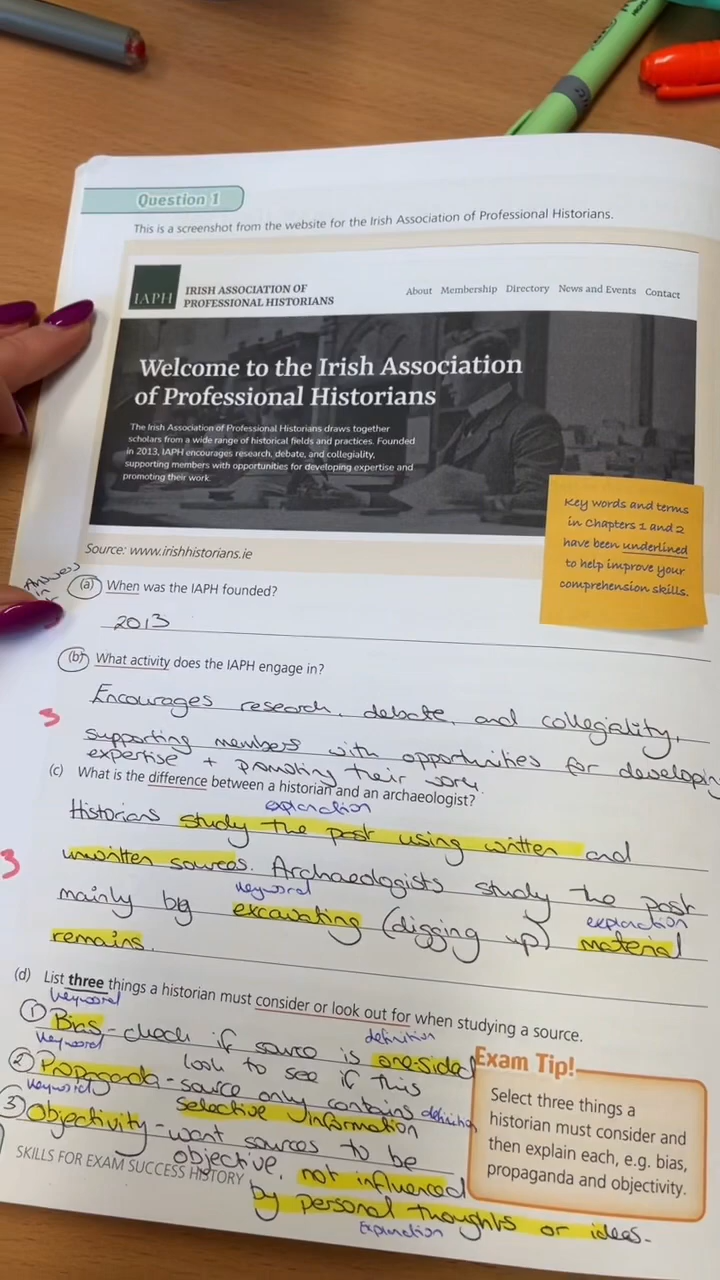 Question 1
This is a screenshot from the website for the Irish Association of Professional Historians.
IAPH
IRISH ASSOCIATION OF
PROFESSIONAL HISTORIANS
About Membership Directory News and Events Contact
Welcome to the Irish Association
of Professional Historians
The Irish Association of Professional Historians draws together
scholars from a wide range of historical fields and practices. Founded
in 2013, IAPH encourages research, debate, and collegiality,
supporting members with opportunities for developing expertise and
promoting their work.
Key words and terms
in Chapters 1 and 2
have been underlined
to help improve your
comprehension skills.
Source: www.irishhistorians.ie
Answers
in
(a) When was the IAPH founded?
2013
(b) What activity does the IAPH engage in?
Encourages research, debate, and collegiality,
3
supporting members with opportunities for developing
expertise + promoting their work.
(c) What is the difference between a historian and an archaeologist?
explanation
Historians study the past using written and
3
unwritten sources. Archaeologists study the past
keyword
explanation
mainly by excavating (digging up) material
remains.
(d) List three things a historian must consider or look out for when studying a source.
keyword
definition
① Bias - check if source is one-sided
keyword
look to see if this
② Propaganda - source only contains
definition
selective information
keyword
③ Objectivity - want sources to be
objective, not influenced
by personal thoughts or ideas.
Explanation
Exam Tip!
Select three things a
historian must consider and
then explain each, e.g. bias,
propaganda and objectivity.
SKILLS FOR EXAM SUCCESS HISTORY